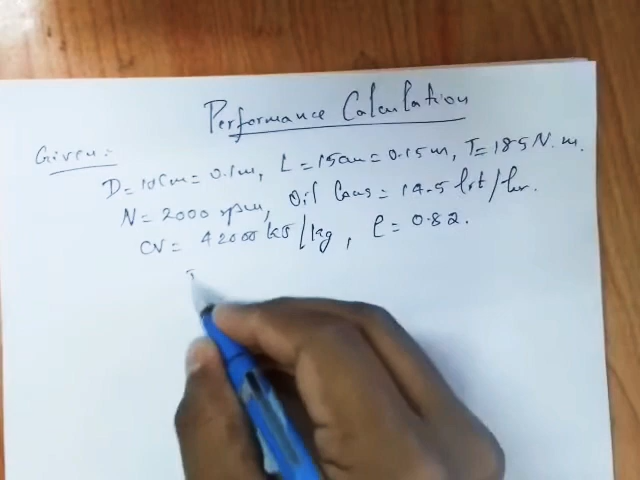 Performance Calculation
Given:
D=10cm=0.1m, L=15cm=0.15m, T=185N.m.
N=2000 rpm, Oil Cons=14.5 lit/hr.
CV= 42000 kJ/kg, ρ=0.82.